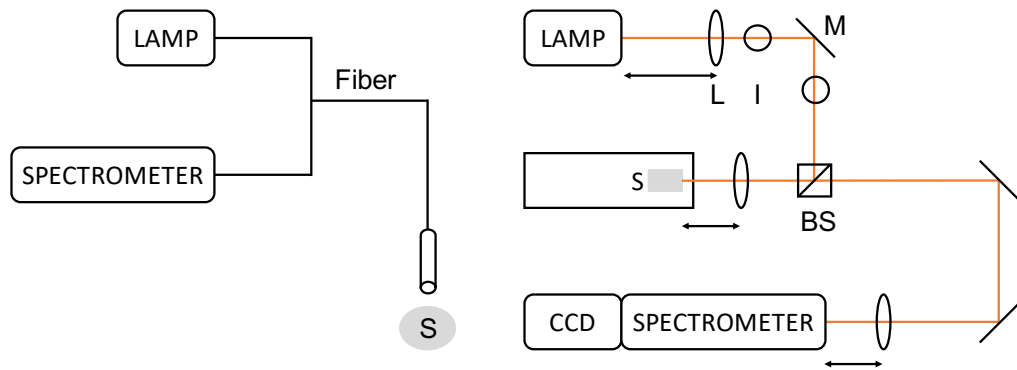 LAMP
Fiber
SPECTROMETER
S
LAMP
M
L
I
S
BS
CCD
SPECTROMETER